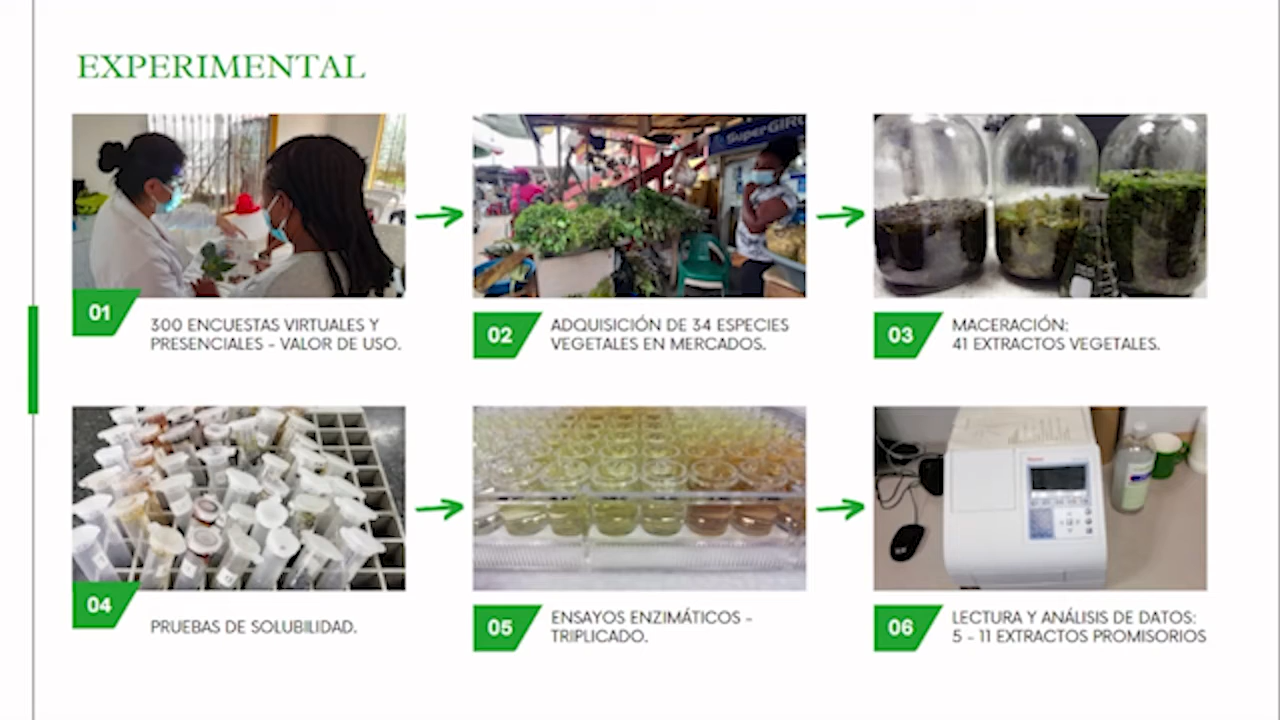 EXPERIMENTAL
SuperGIROS
01
300 ENCUESTAS VIRTUALES Y
PRESENCIALES - VALOR DE USO.
02
ADQUISICIÓN DE 34 ESPECIES
VEGETALES EN MERCADOS.
03
MACERACIÓN:
41 EXTRACTOS VEGETALES.
04
PRUEBAS DE SOLUBILIDAD.
05
ENSAYOS ENZIMÁTICOS -
TRIPLICADO.
06
LECTURA Y ANÁLISIS DE DATOS:
5 - 11 EXTRACTOS PROMISORIOS